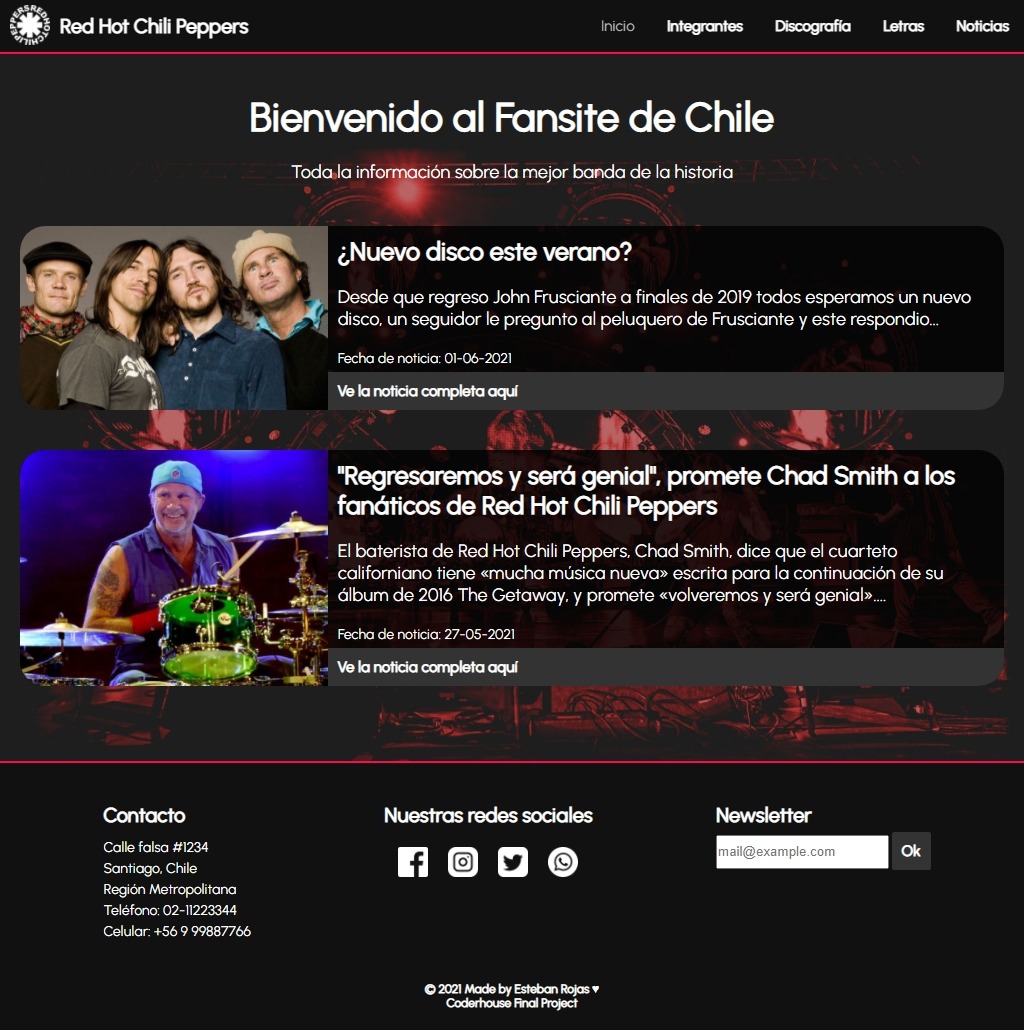 Red Hot Chili Peppers
Inicio
Integrantes
Discografía
Letras
Noticias
Bienvenido al Fansite de Chile
Toda la información sobre la mejor banda de la historia
¿Nuevo disco este verano?
Desde que regreso John Frusciante a finales de 2019 todos esperamos un nuevo
disco, un seguidor le pregunto al peluquero de Frusciante y este respondio...
Fecha de noticia: 01-06-2021
Ve la noticia completa aquí
"Regresaremos y será genial", promete Chad Smith a los
fanáticos de Red Hot Chili Peppers
El baterista de Red Hot Chili Peppers, Chad Smith, dice que el cuarteto
californiano tiene «mucha música nueva» escrita para la continuación de su
álbum de 2016 The Getaway, y promete «volveremos y será genial»....
Fecha de noticia: 27-05-2021
Ve la noticia completa aquí
Contacto
Calle falsa #1234
Santiago, Chile
Región Metropolitana
Teléfono: 02-11223344
Celular: +56 9 99887766
Nuestras redes sociales
Newsletter
mail@example.com
Ok
© 2021 Made by Esteban Rojas ♥
Coderhouse Final Project